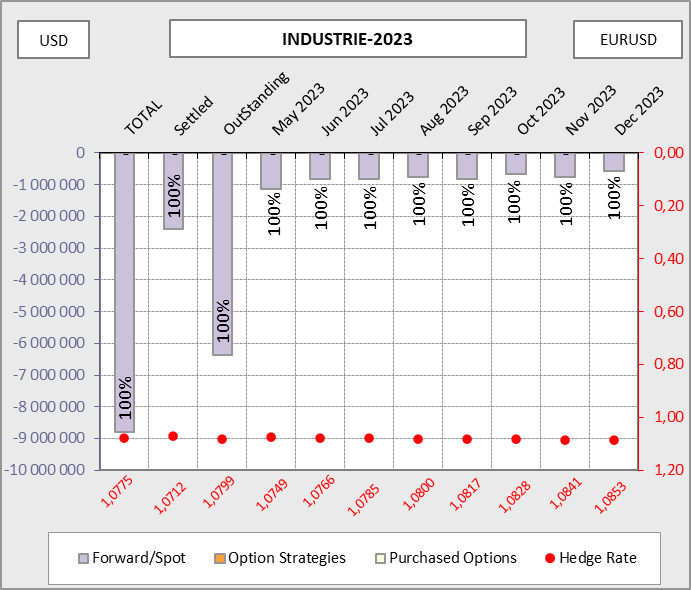 USD
INDUSTRIE-2023
EURUSD
TOTAL
Settled
OutStanding
May 2023
Jun 2023
Jul 2023
Aug 2023
Sep 2023
Oct 2023
Nov 2023
Dec 2023
0
-1 000 000
-2 000 000
-3 000 000
-4 000 000
-5 000 000
-6 000 000
-7 000 000
-8 000 000
-9 000 000
-10 000 000
100%
100%
100%
100%
100%
100%
100%
100%
100%
100%
100%
0,00
0,20
0,40
0,60
0,80
1,00
1,20
1,0775
1,0712
1,0799
1,0749
1,0766
1,0785
1,0800
1,0817
1,0828
1,0841
1,0853
Forward/Spot
Option Strategies
Purchased Options
Hedge Rate